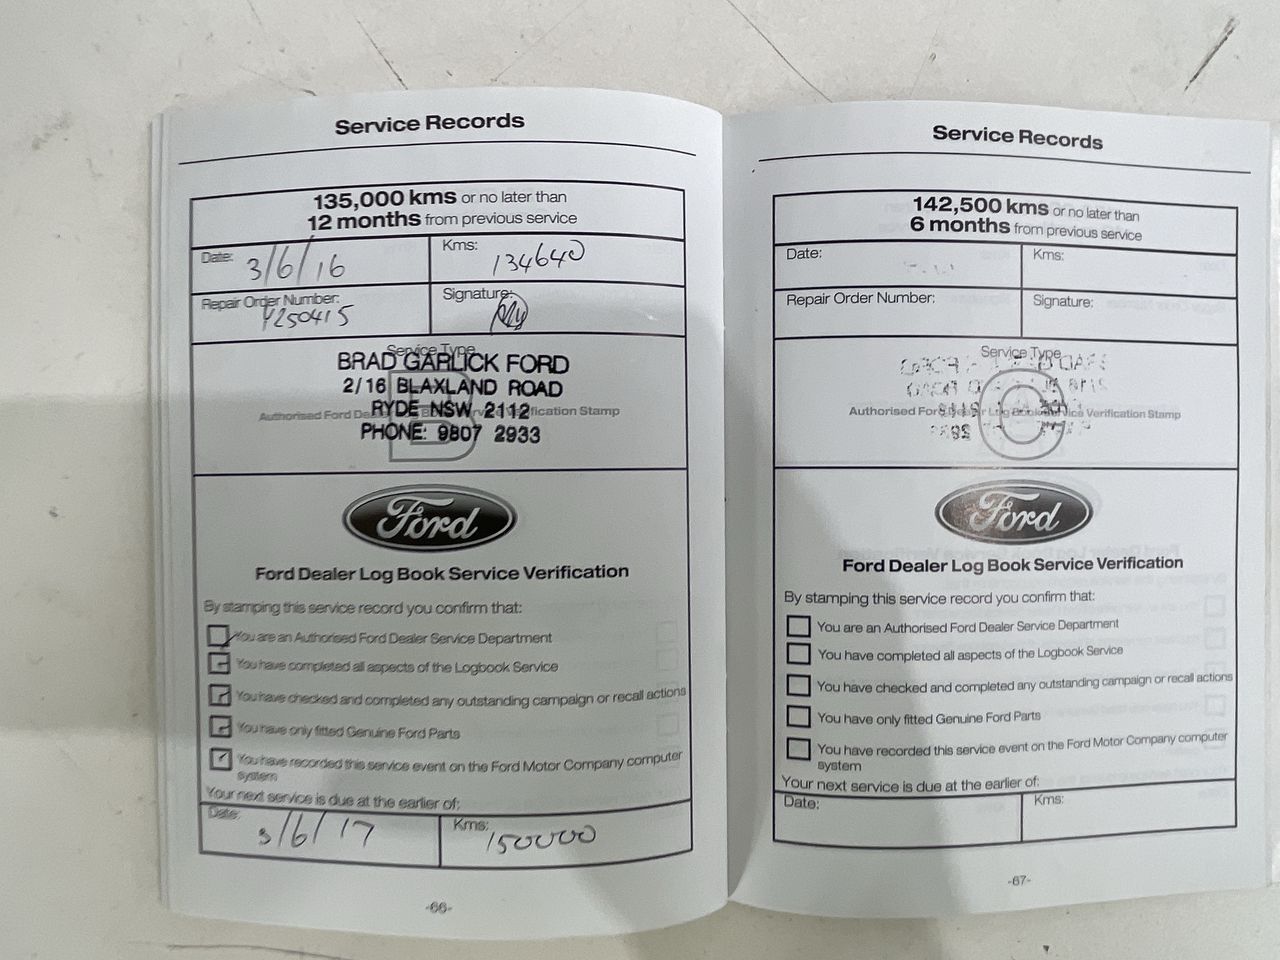 Service Records
135,000 kms or no later than
12 months from previous service
Date: 3/6/16
Kms: 134640
Repair Order Number: Y250415
Signature:
Service Type
B
BRAD GARLICK FORD
2/16 BLAXLAND ROAD
RYDE NSW 2112
PHONE: 9807 2933
Authorised Ford Dealer Log Book Service Verification Stamp
Ford
Ford Dealer Log Book Service Verification
By stamping this service record you confirm that:
You are an Authorised Ford Dealer Service Department
You have completed all aspects of the Logbook Service
You have checked and completed any outstanding campaign or recall actions
You have only fitted Genuine Ford Parts
You have recorded this service event on the Ford Motor Company computer
system
Your next service is due at the earlier of:
Date: 3/6/17
Kms: 150000
-66-
Service Records
142,500 kms or no later than
6 months from previous service
Date:
Kms:
Repair Order Number:
Signature:
Service Type
C
Authorised Ford Dealer Log Book Service Verification Stamp
Ford
Ford Dealer Log Book Service Verification
By stamping this service record you confirm that:
You are an Authorised Ford Dealer Service Department
You have completed all aspects of the Logbook Service
You have checked and completed any outstanding campaign or recall actions
You have only fitted Genuine Ford Parts
You have recorded this service event on the Ford Motor Company computer
system
Your next service is due at the earlier of:
Date:
Kms:
-67-